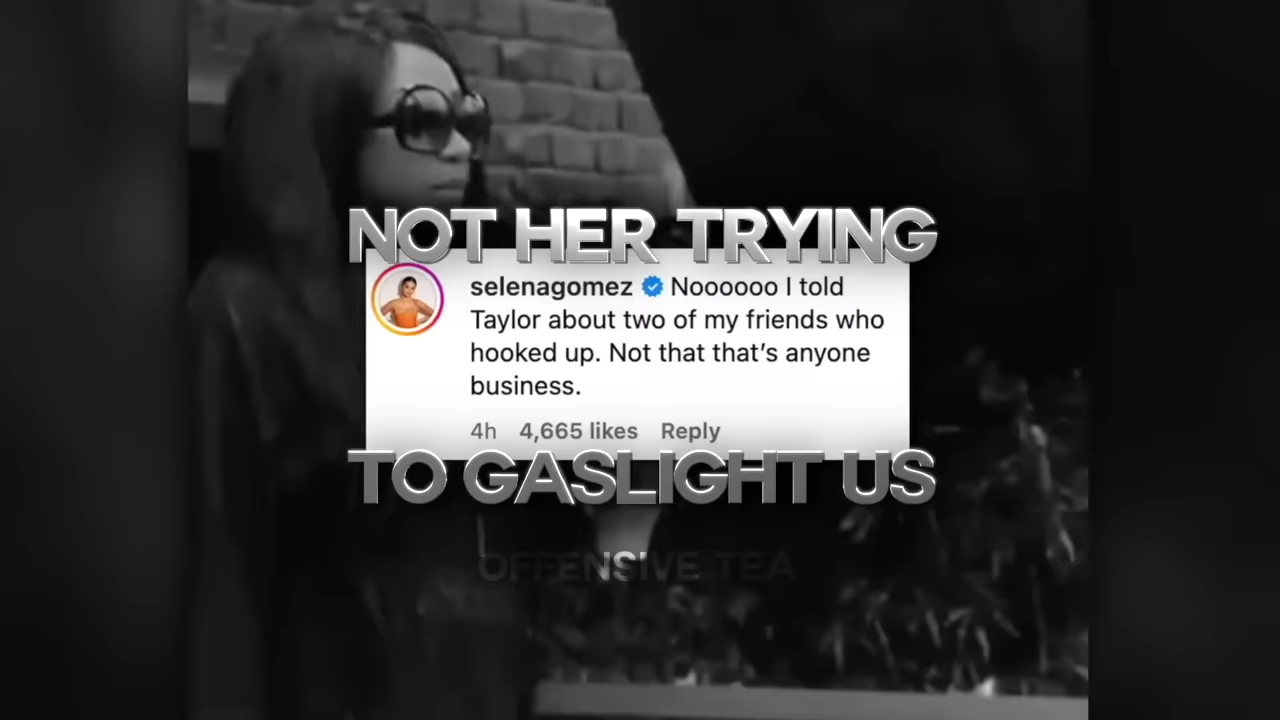 NOT HER TRYING
selenagomez Noooooo I told
Taylor about two of my friends who
hooked up. Not that that’s anyone
business.
4h 4,665 likes Reply
TO GASLIGHT US
OFFENSIVE TEA